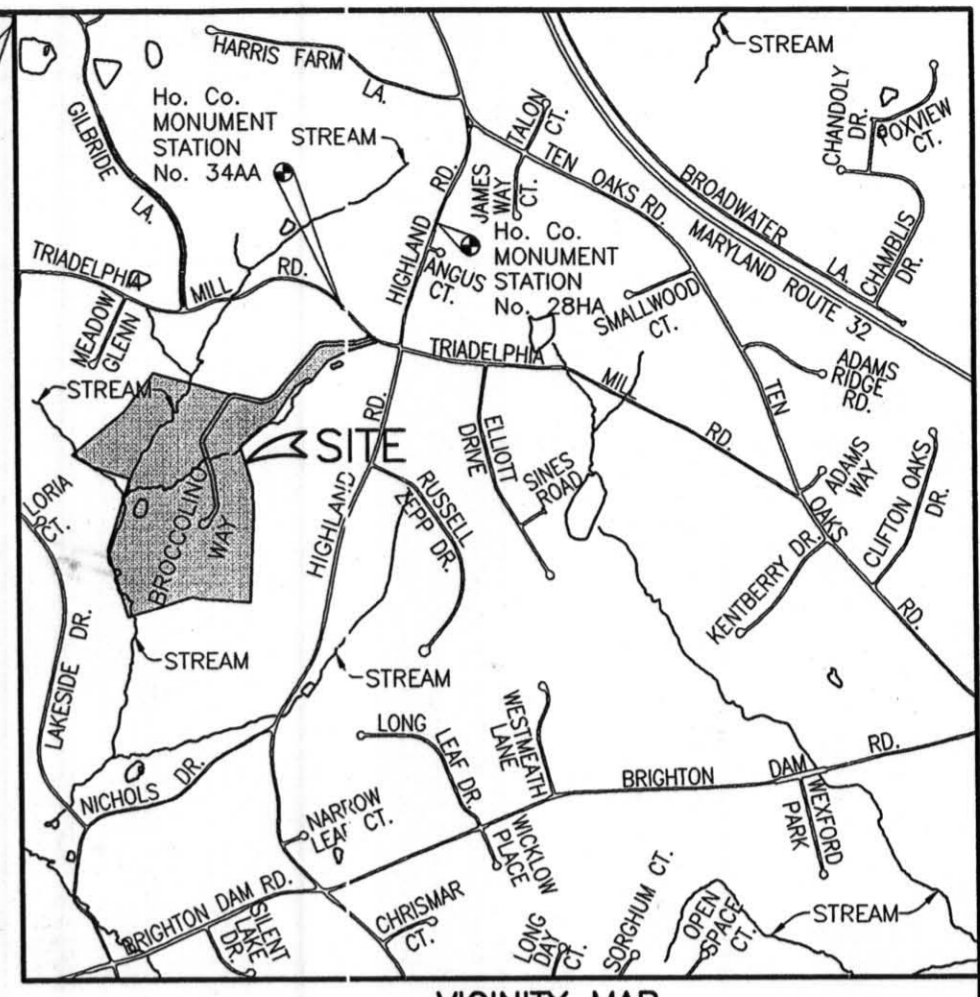 STREAM
HARRIS FARM
LA.
CHANDOLY
DR.
FOXVIEW
CT.
Ho. Co.
MONUMENT
STATION
No. 34AA
GILBRIDE
LA.
STREAM
TALON
CT.
JAMES
WAY
CT.
TEN OAKS RD.
BROADWATER
LA.
MARYLAND ROUTE 32
CHAMBLIS
DR.
HIGHLAND RD.
ANGUS
CT.
Ho. Co.
MONUMENT
STATION
No. 28HA
SMALLWOOD
CT.
TRIADELPHIA
MILL RD.
MEADOW
GLENN
STREAM
TRIADELPHIA
MILL
RD.
ADAMS
RIDGE
RD.
TEN
OAKS
RD.
ELLIOTT
DRIVE
SINES
ROAD
ADAMS
WAY
CLIFTON OAKS
DR.
KENTBERRY DR.
SITE
BROCCOLINO
WAY
LORIA
CT.
HIGHLAND
RD.
RUSSELL
ZEPP DR.
LAKESIDE DR.
STREAM
STREAM
NICHOLS DR.
LONG
LEAF DR.
WESTMEATH
LANE
BRIGHTON DAM RD.
WEXFORD
PARK
NARROW
LEAF CT.
WICKLOW
PLACE
BRIGHTON DAM RD.
SILENT
LAKE
DR.
CHRISMAR
CT.
LONG
DAY
CT.
SORGHUM CT.
OPEN
SPACE
CT.
STREAM
VICINITY MAP